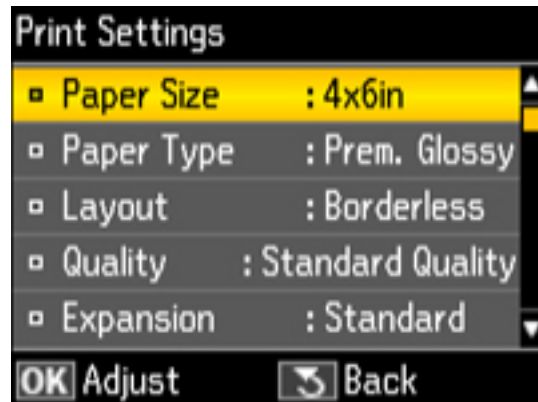 Print Settings
Paper Size : 4x6in
Paper Type : Prem. Glossy
Layout : Borderless
Quality : Standard Quality
Expansion : Standard
OK Adjust Back